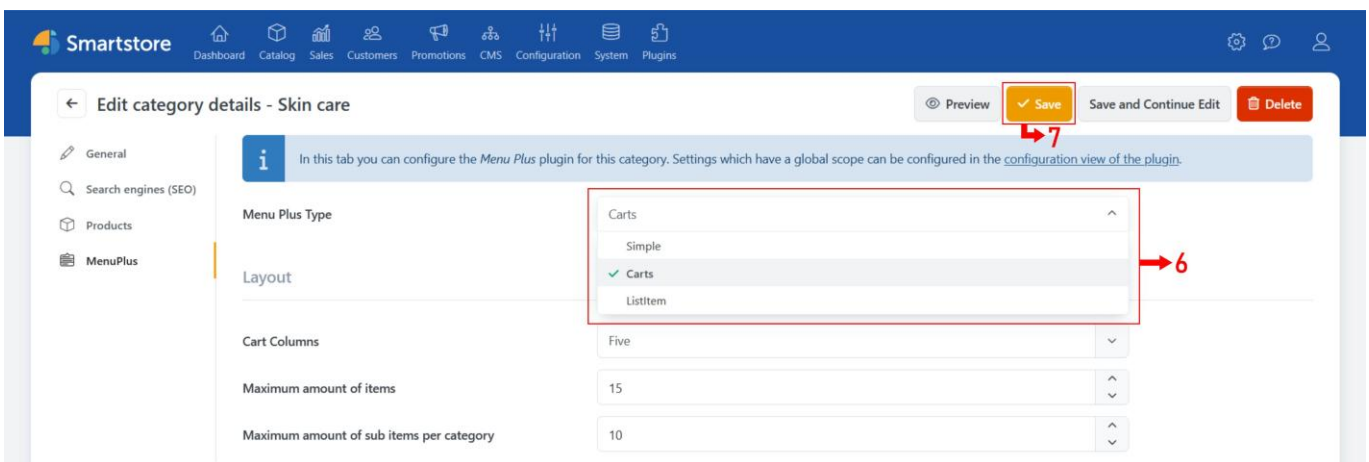 Smartstore
Dashboard Catalog Sales Customers Promotions CMS Configuration System Plugins
Edit category details - Skin care
Preview Save Save and Continue Edit Delete
7
General
In this tab you can configure the Menu Plus plugin for this category. Settings which have a global scope can be configured in the configuration view of the plugin.
Search engines (SEO)
Menu Plus Type Carts
Products
Simple
MenuPlus
Layout
Carts
6
ListItem
Cart Columns Five
Maximum amount of items 15
Maximum amount of sub items per category 10